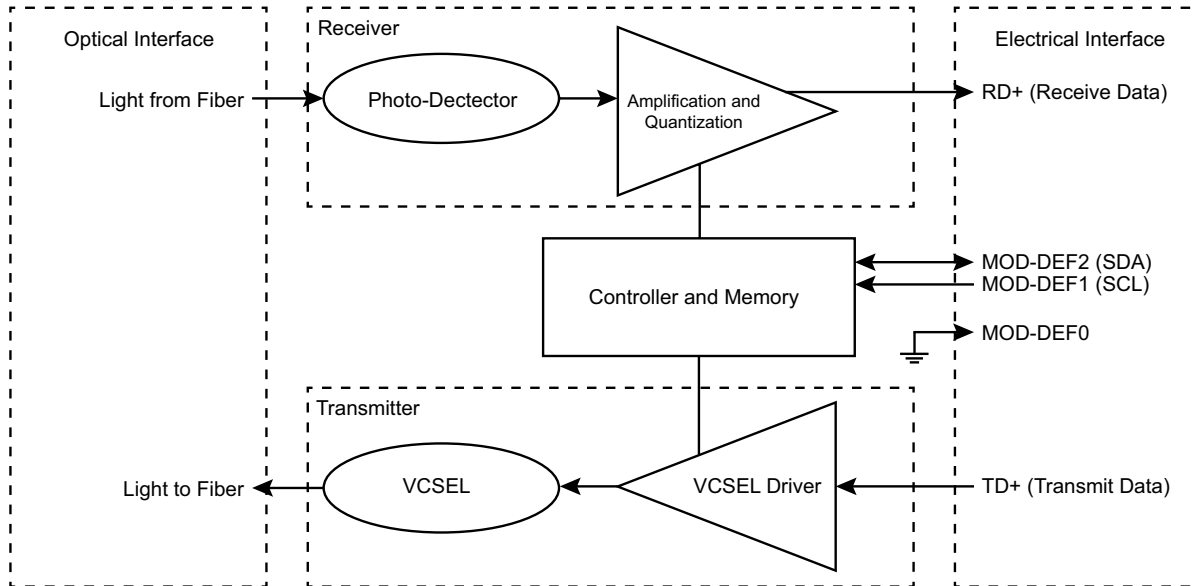 Optical Interface
Receiver
Electrical Interface
Light from Fiber
Photo-Dectector
Amplification and
Quantization
RD+ (Receive Data)
MOD-DEF2 (SDA)
MOD-DEF1 (SCL)
Controller and Memory
MOD-DEF0
Transmitter
Light to Fiber
VCSEL
VCSEL Driver
TD+ (Transmit Data)